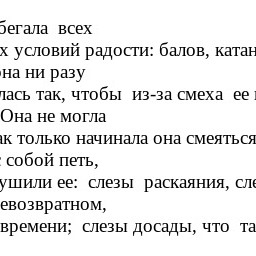 бегала всех
х условий радости: балов, катан
на ни разу
лась так, чтобы из-за смеха ее
Она не могла
ак только начинала она смеяться
с собой петь,
ушили ее: слезы раскаяния, сле
евозвратном,
времени; слезы досады, что та